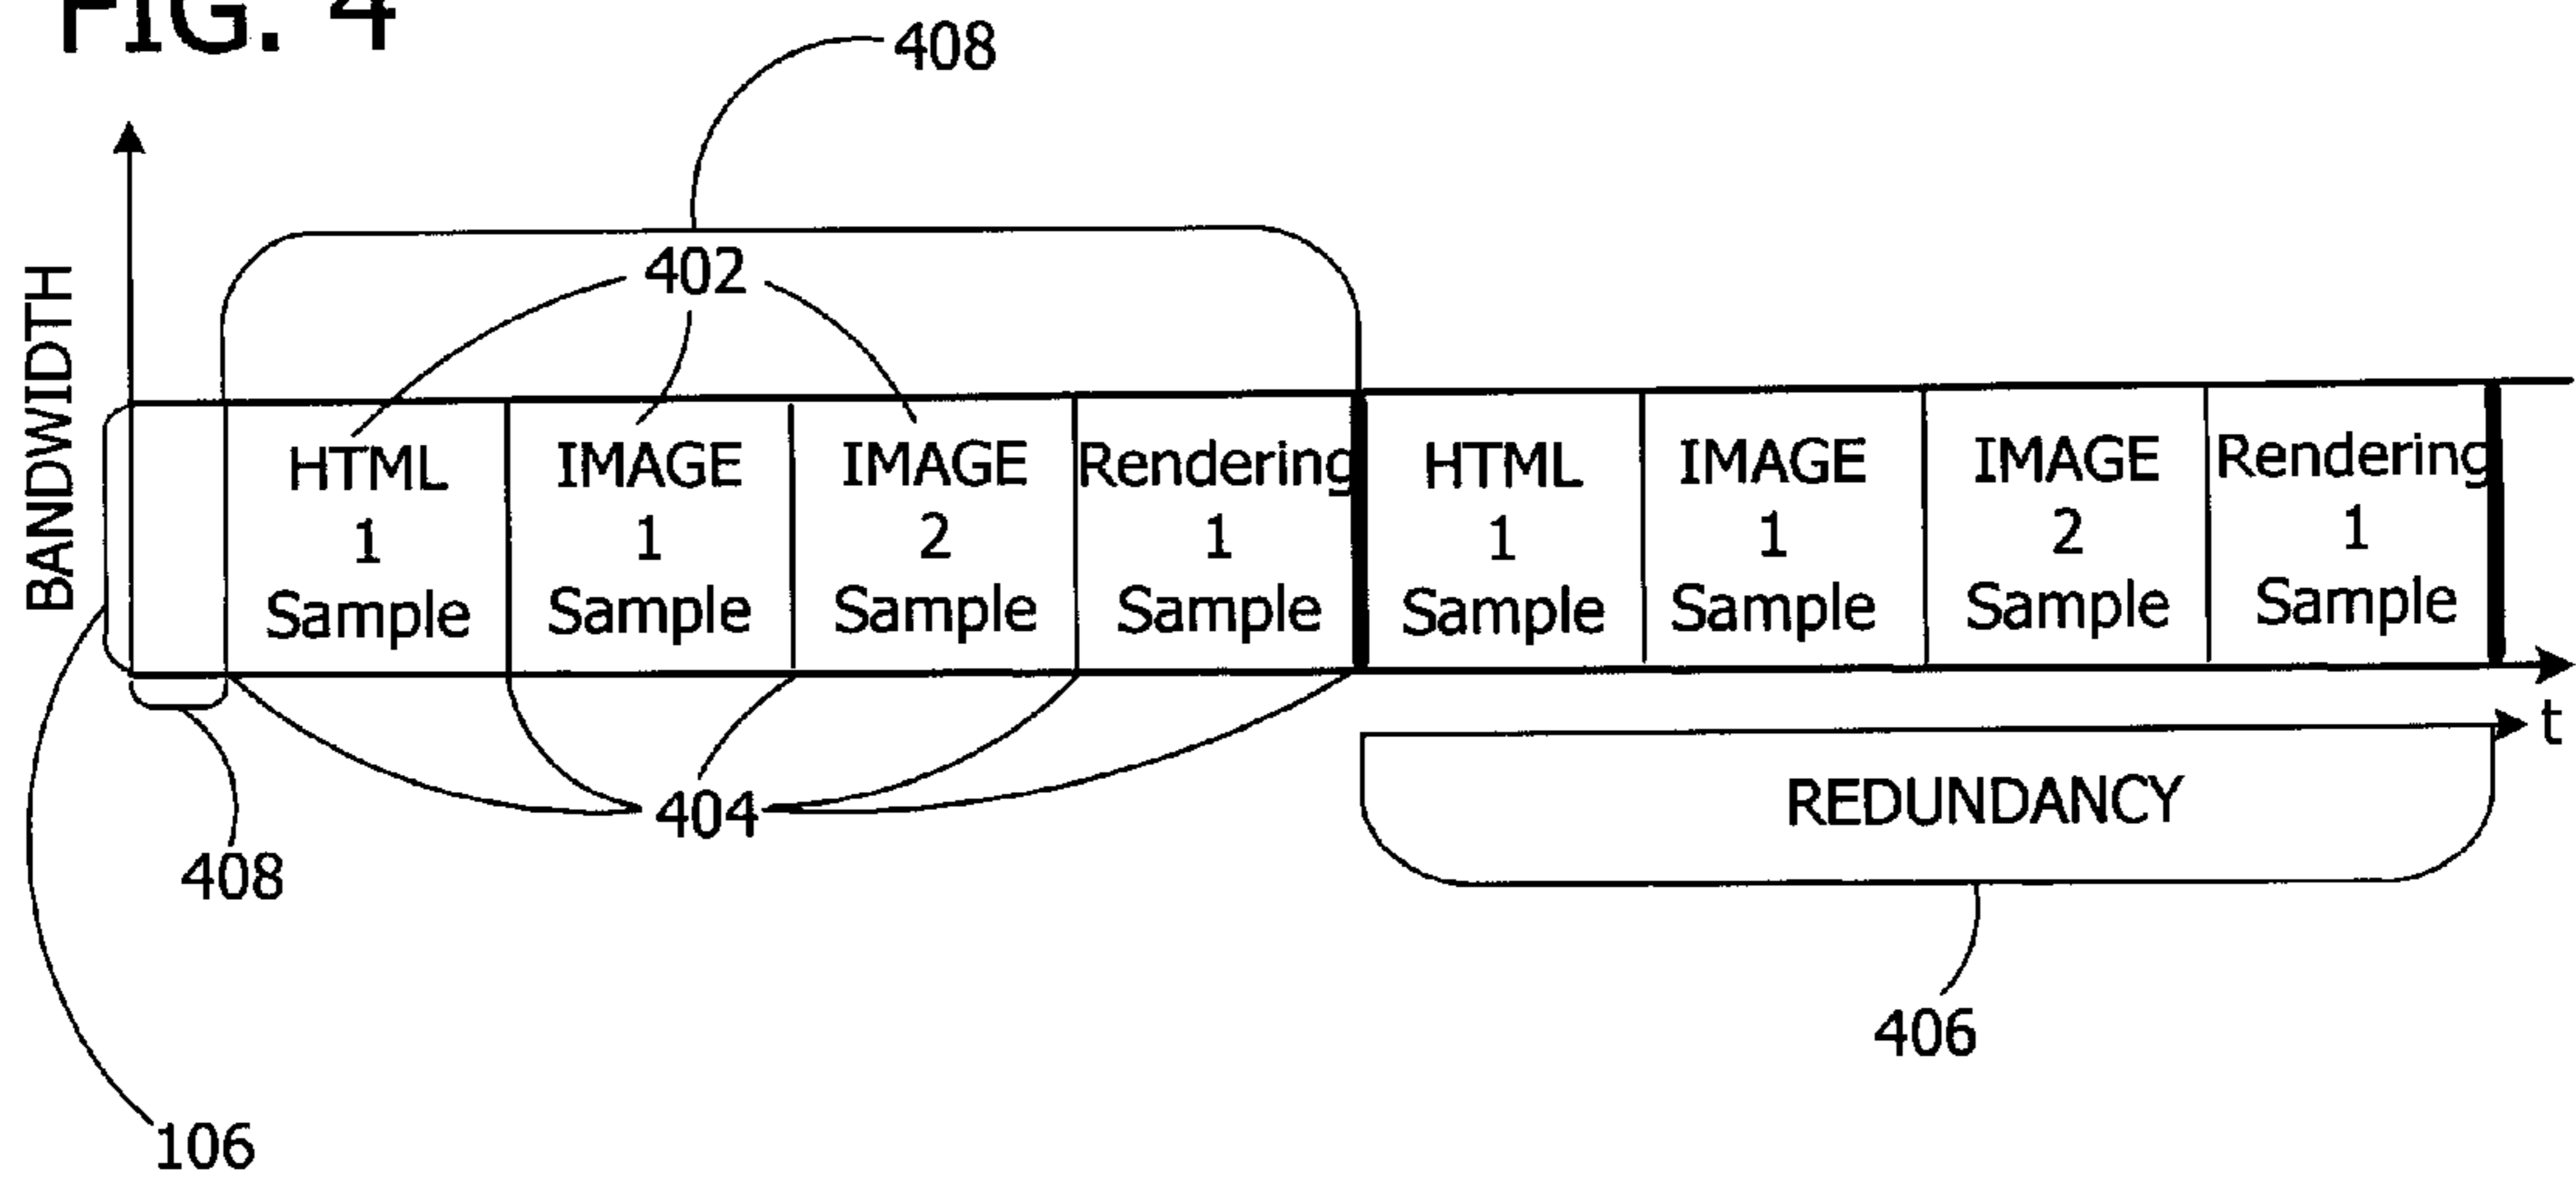 FIG. 4
408
BANDWIDTH
402
HTML
1
Sample
IMAGE
1
Sample
IMAGE
2
Sample
Rendering
1
Sample
HTML
1
Sample
IMAGE
1
Sample
IMAGE
2
Sample
Rendering
1
Sample
t
408
404
REDUNDANCY
406
106